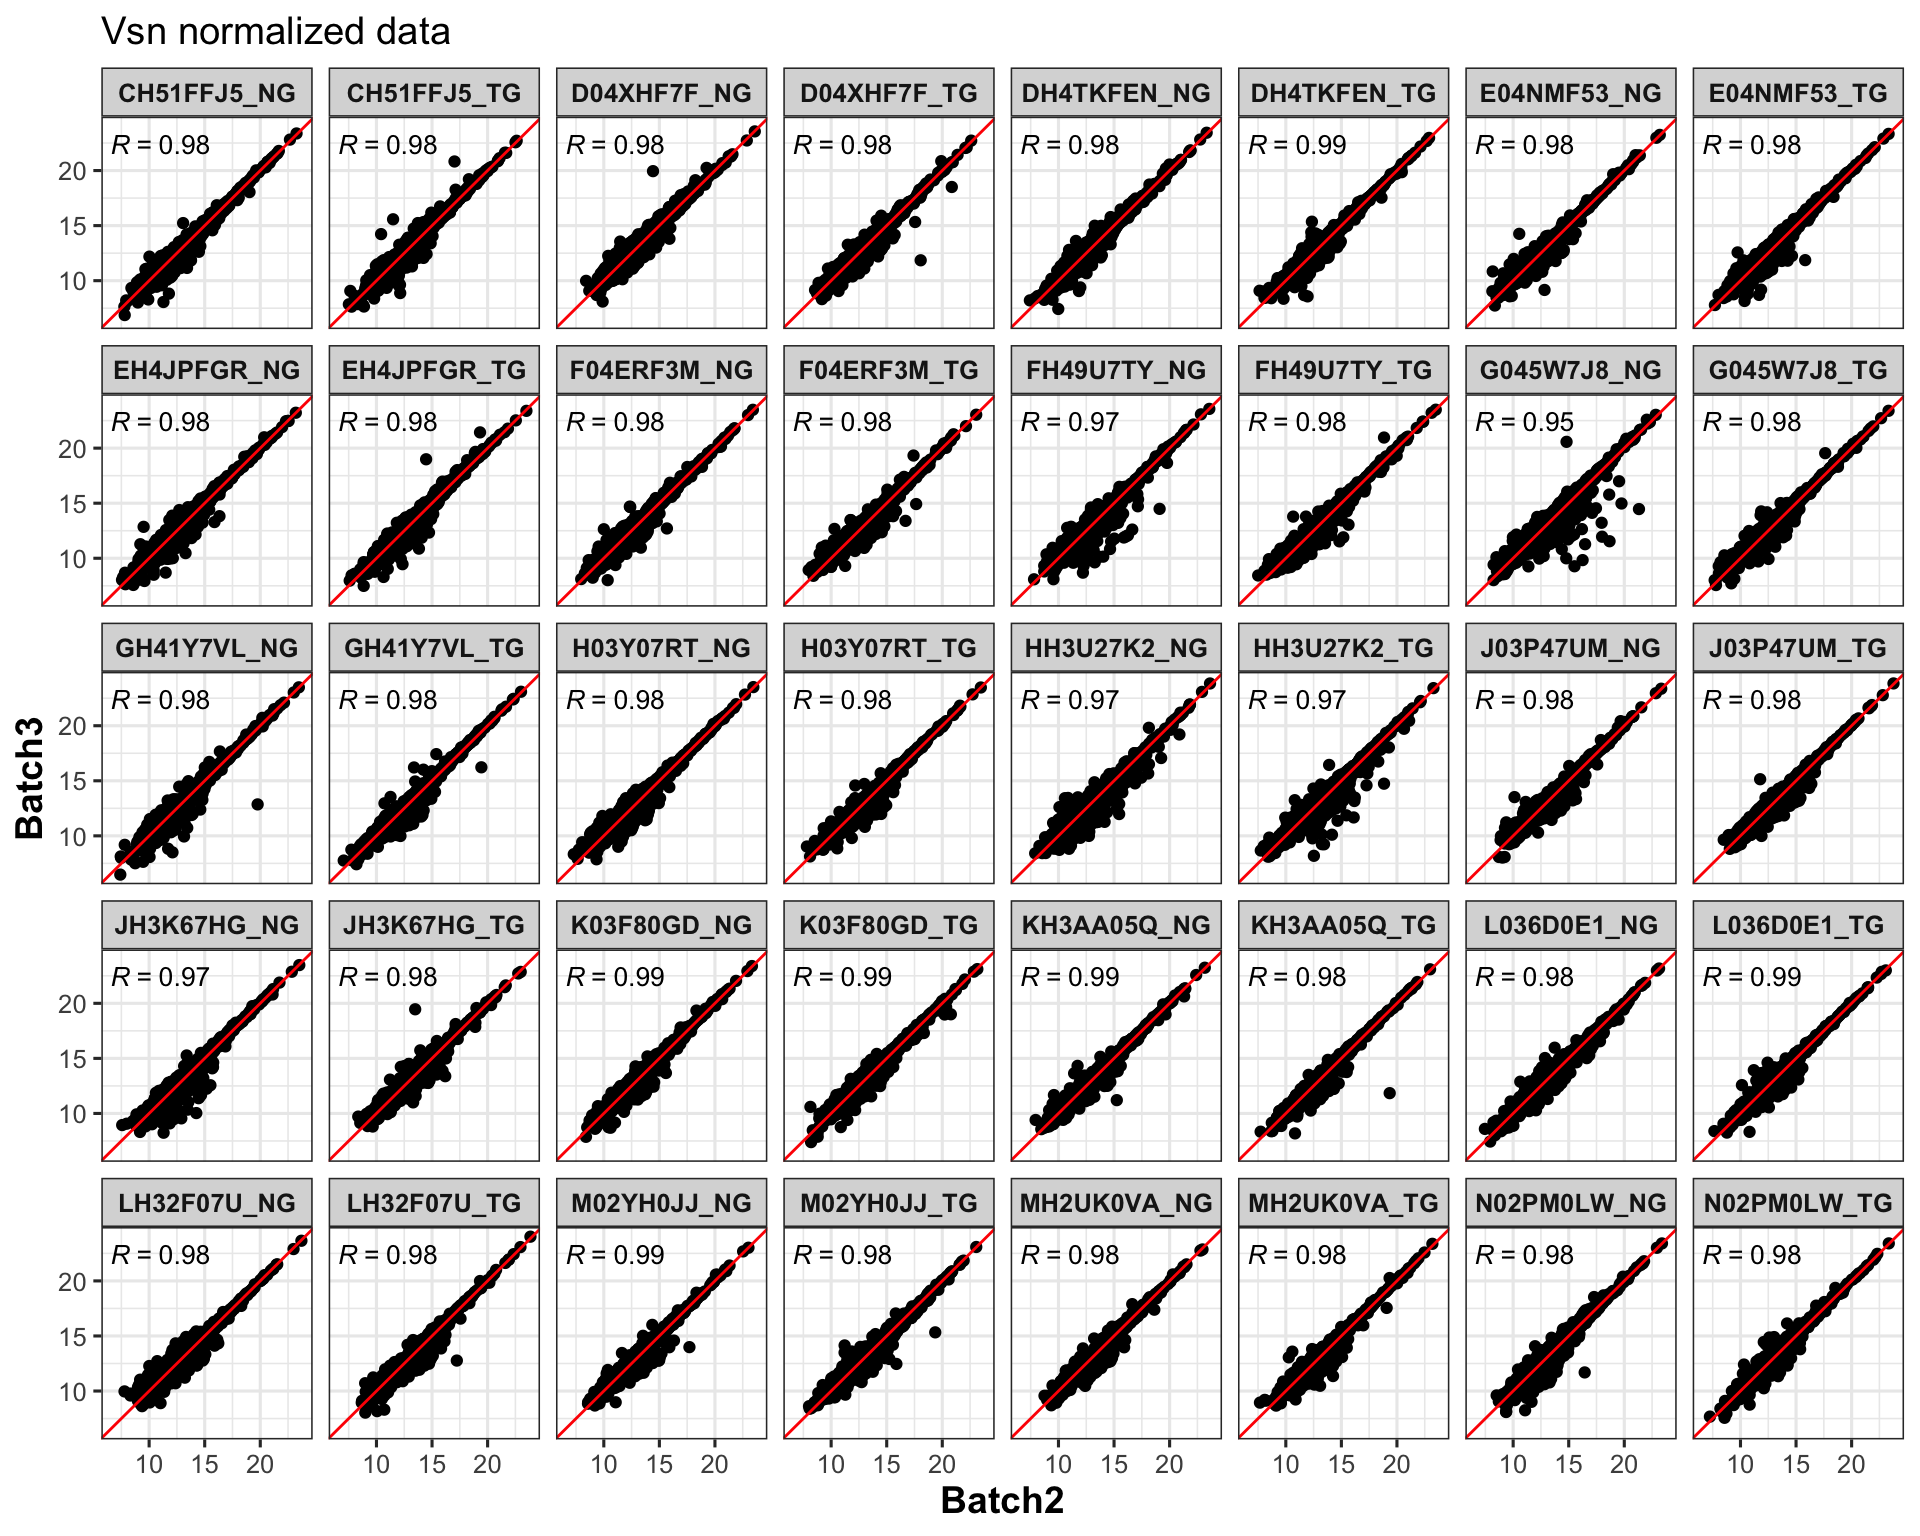 Vsn normalized data
CH51FFJ5_NG CH51FFJ5_TG D04XHF7F_NG D04XHF7F_TG DH4TKFEN_NG DH4TKFEN_TG E04NMF53_NG E04NMF53_TG
R = 0.98 R = 0.98 R = 0.98 R = 0.98 R = 0.98 R = 0.99 R = 0.98 R = 0.98
20
15
10
EH4JPFGR_NG EH4JPFGR_TG F04ERF3M_NG F04ERF3M_TG FH49U7TY_NG FH49U7TY_TG G045W7J8_NG G045W7J8_TG
R = 0.98 R = 0.98 R = 0.98 R = 0.98 R = 0.97 R = 0.98 R = 0.95 R = 0.98
20
15
10
GH41Y7VL_NG GH41Y7VL_TG H03Y07RT_NG H03Y07RT_TG HH3U27K2_NG HH3U27K2_TG J03P47UM_NG J03P47UM_TG
R = 0.98 R = 0.98 R = 0.98 R = 0.98 R = 0.97 R = 0.97 R = 0.98 R = 0.98
20
15
10
Batch3
JH3K67HG_NG JH3K67HG_TG K03F80GD_NG K03F80GD_TG KH3AA05Q_NG KH3AA05Q_TG L036D0E1_NG L036D0E1_TG
R = 0.97 R = 0.98 R = 0.99 R = 0.99 R = 0.99 R = 0.98 R = 0.98 R = 0.99
20
15
10
LH32F07U_NG LH32F07U_TG M02YH0JJ_NG M02YH0JJ_TG MH2UK0VA_NG MH2UK0VA_TG N02PM0LW_NG N02PM0LW_TG
R = 0.98 R = 0.98 R = 0.99 R = 0.98 R = 0.98 R = 0.98 R = 0.98 R = 0.98
20
15
10
10 15 20 10 15 20 10 15 20 10 15 20 10 15 20 10 15 20 10 15 20 10 15 20
Batch2